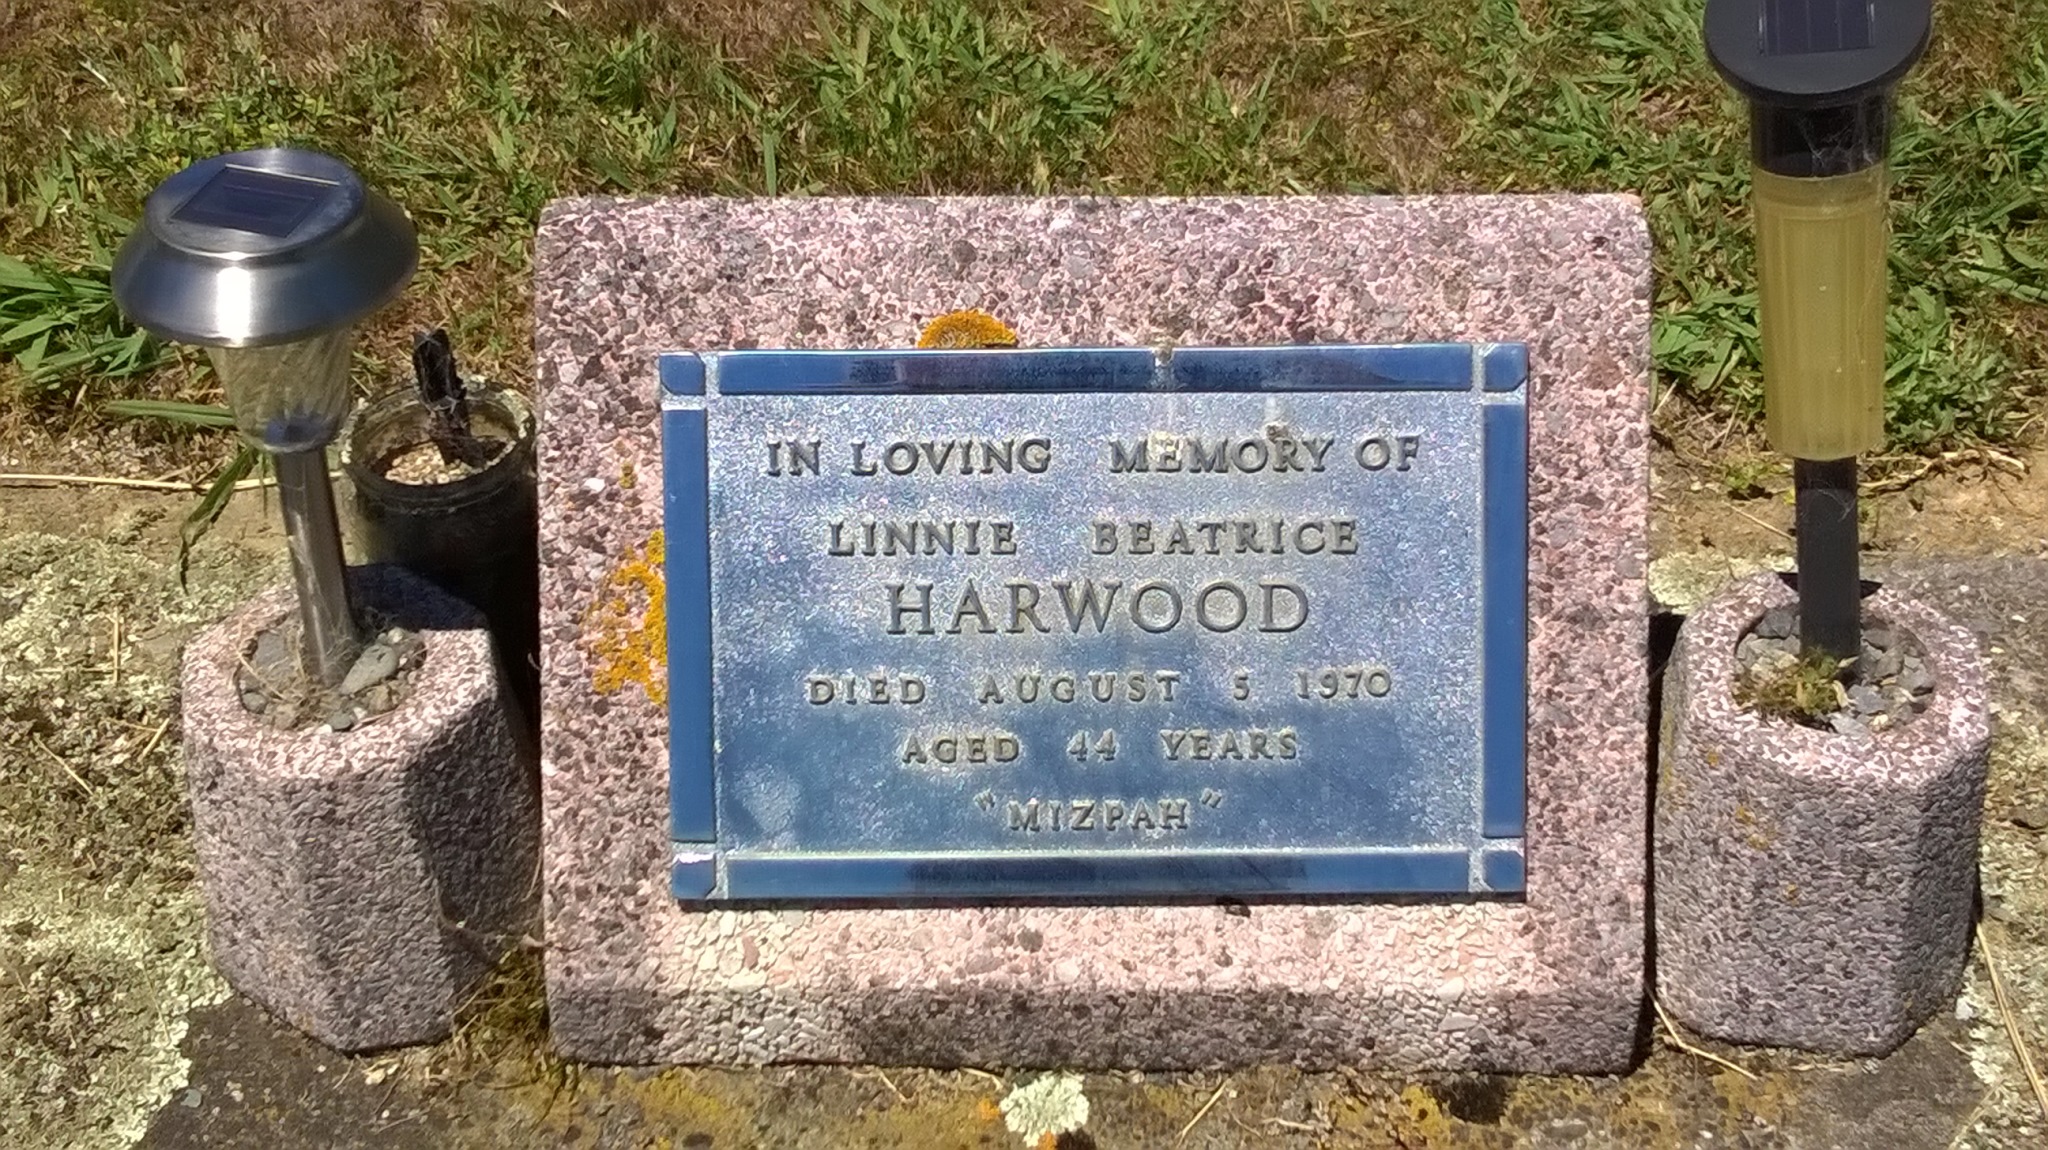 IN LOVING MEMORY OF
LINNIE BEATRICE
HARWOOD
DIED AUGUST 5 1970
AGED 44 YEARS
"MIZPAH"